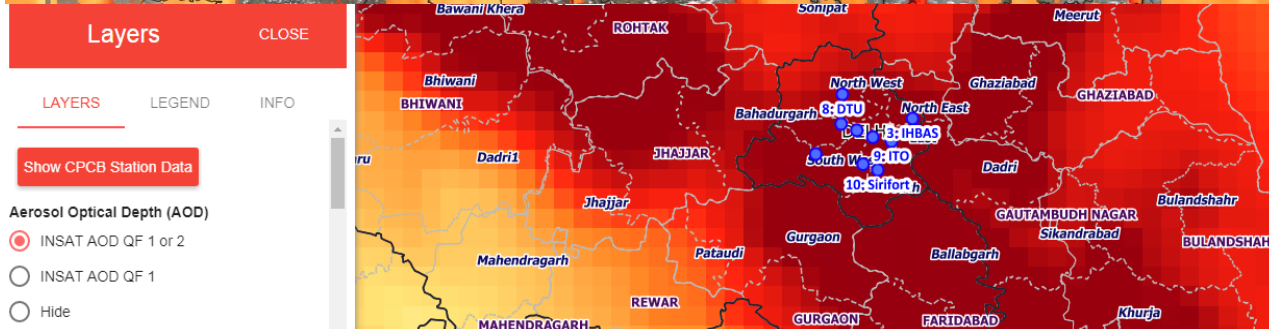 Layers
CLOSE
LAYERS
LEGEND
INFO
Show CPCB Station Data
Aerosol Optical Depth (AOD)
INSAT AOD QF 1 or 2
INSAT AOD QF 1
Hide
Bawani Khera
Sonipat
Meerut
ROHTAK
Bhiwani
BHIWANI
North West
Ghaziabad
GHAZIABAD
Bahadurgarh
8: DTU
North East
3: IHBAS
JHAJJAR
Dadri1
9: ITO
Dadri
10: Sirifort
Jhajjar
Bulandshahr
GAUTAMBUDH NAGAR
Sikandrabad
Gurgaon
BULANDSHAH
Mahendragarh
Pataudi
Ballabgarh
REWAR
Khurja
MAHENDRAGARH
GURGAON
FARIDABAD